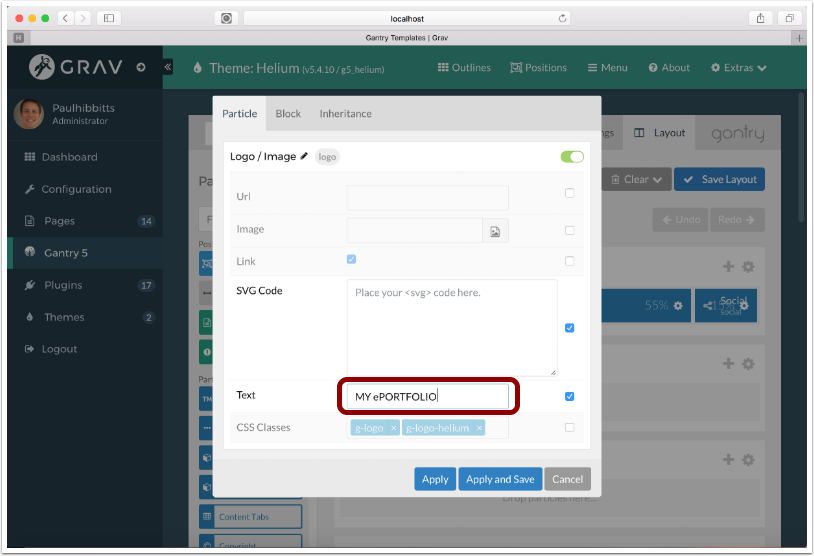 localhost
Gantry Templates | Grav
H
GRAV
Theme: Helium (v5.4.10 / g5_helium)
Outlines
Positions
Menu
About
Extras
Paulhibbitts
Administrator
Dashboard
Configuration
Pages 14
Gantry 5
Plugins 17
Themes 2
Logout
Particle
Block
Inheritance
Layout
gantry
Logo / Image
logo
Clear
Save Layout
Undo
Redo
Url
Image
Link
SVG Code
Place your <svg> code here.
55%
Social
social
Text
MY ePORTFOLIO
CSS Classes
g-logo ×
g-logo-helium ×
Apply
Apply and Save
Cancel
Drop particles here...
Content Tabs
Copyright